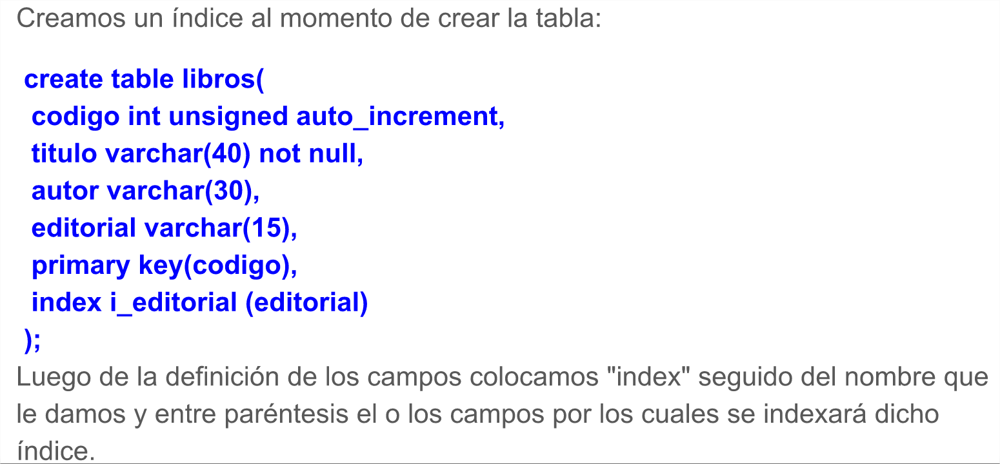 Creamos un índice al momento de crear la tabla:
create table libros(
codigo int unsigned auto_increment,
titulo varchar(40) not null,
autor varchar(30),
editorial varchar(15),
primary key(codigo),
index i_editorial (editorial)
);
Luego de la definición de los campos colocamos "index" seguido del nombre que
le damos y entre paréntesis el o los campos por los cuales se indexará dicho
índice.